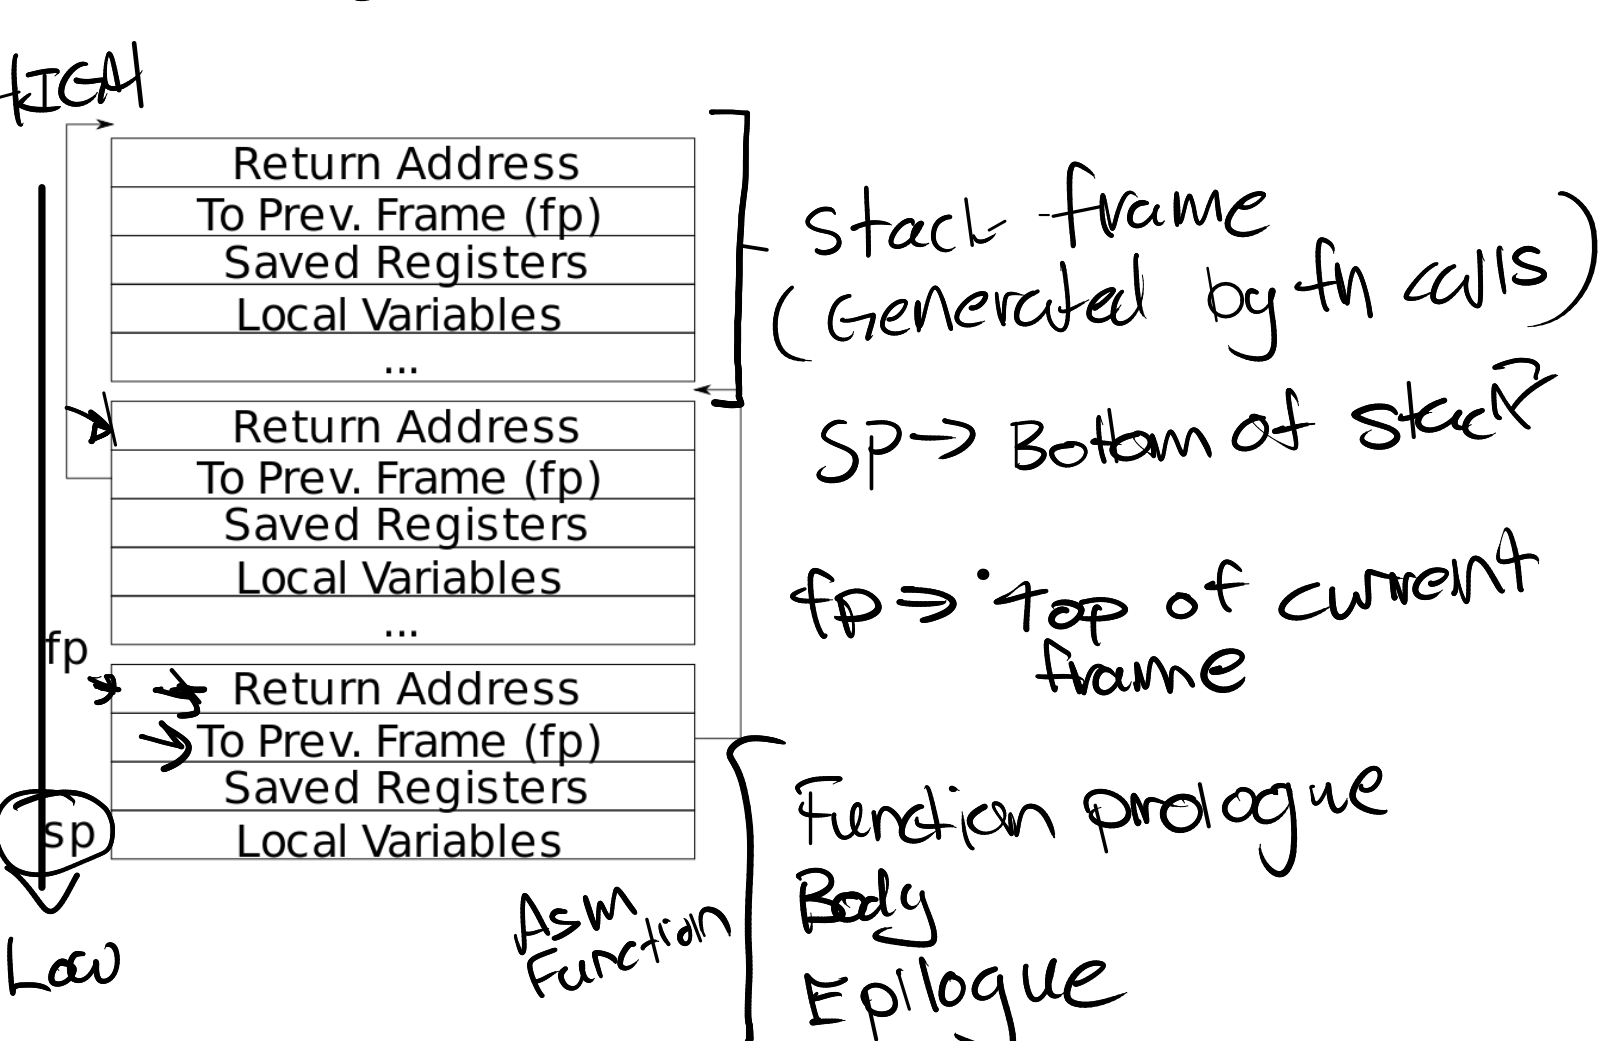 HIGH
Return Address
To Prev. Frame (fp)
Saved Registers
Local Variables
...
Stack frame
(Generated by fn calls)
Return Address
To Prev. Frame (fp)
Saved Registers
Local Variables
...
SP→ Bottom of stack
fp ⇒ Top of current
frame
fp
Return Address
To Prev. Frame (fp)
Saved Registers
sp
Local Variables
Low
Asm
Function
Function prologue
Body
Epilogue